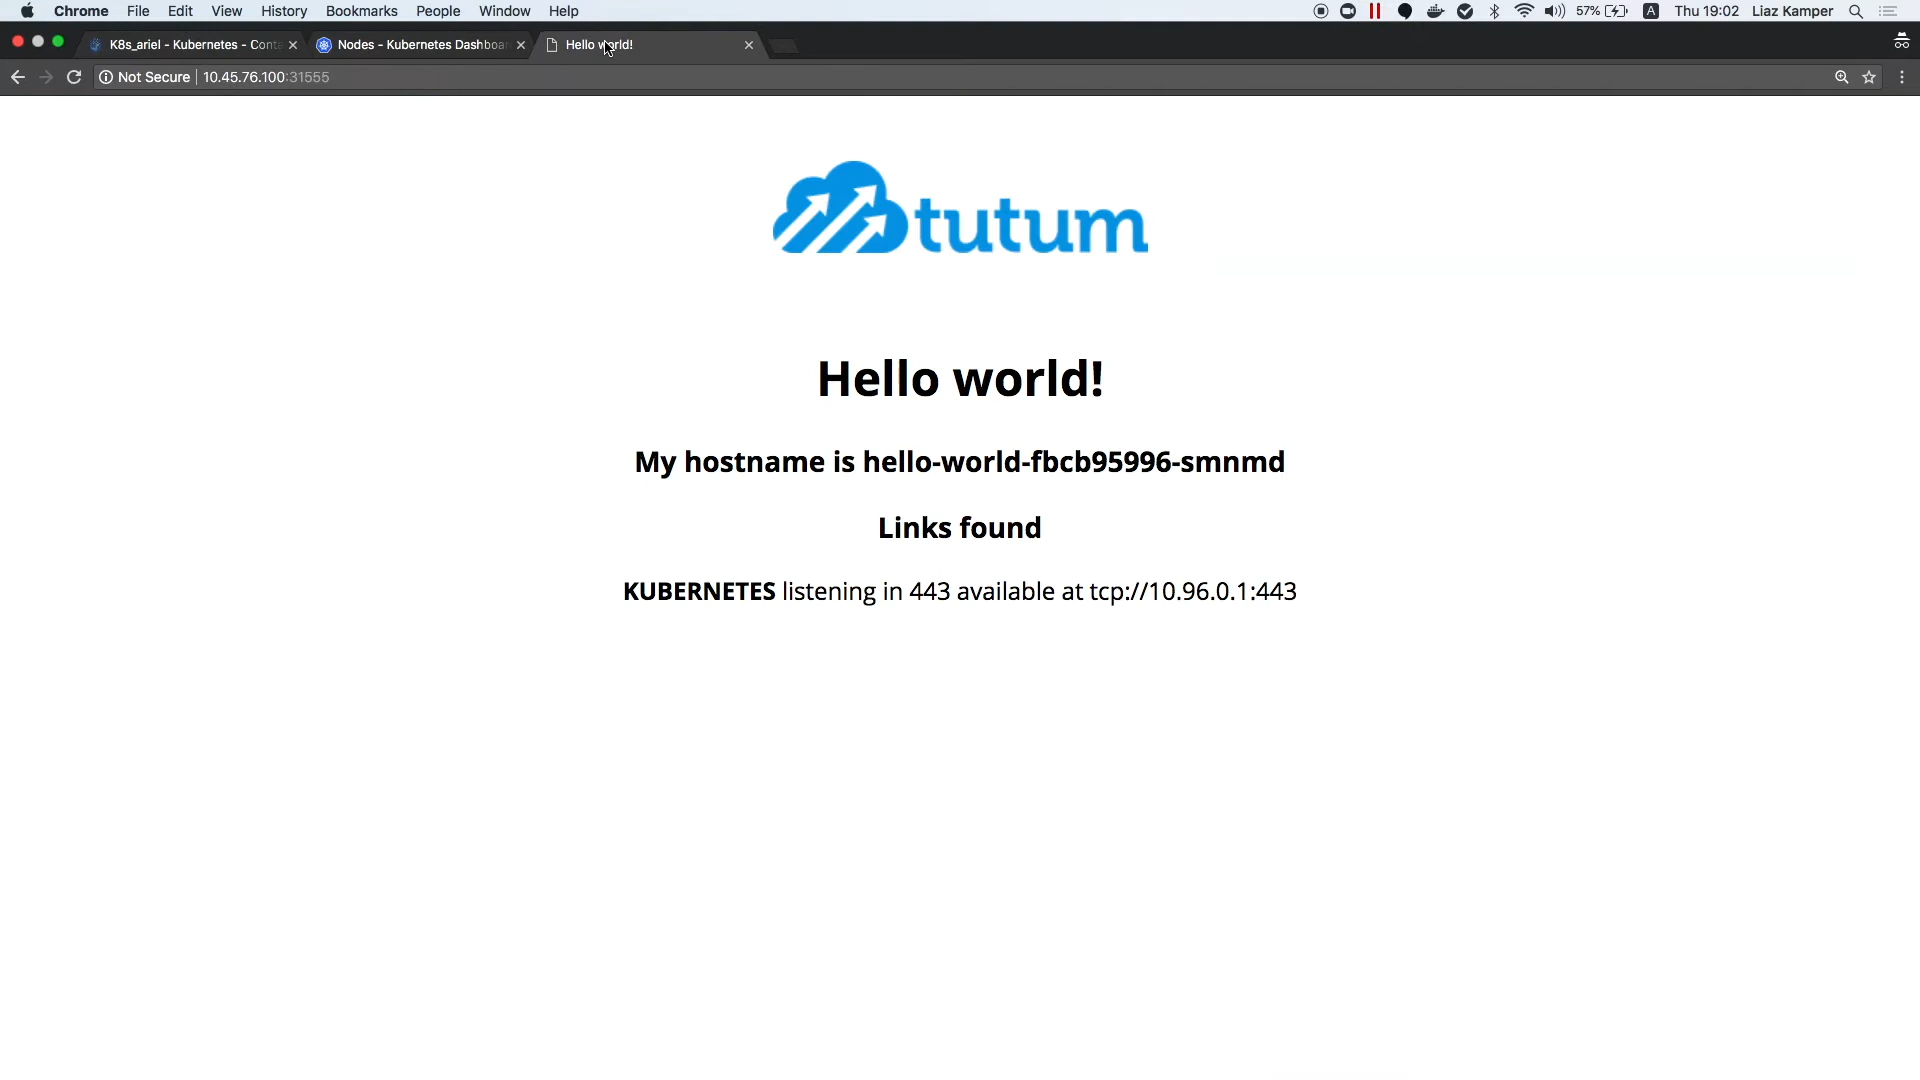 Chrome File Edit View History Bookmarks People Window Help 57% A Thu 19:02 Liaz Kamper
K8s_ariel - Kubernetes - Conta Nodes - Kubernetes Dashboar Hello world!
Not Secure 10.45.76.100:31555
tutum
Hello world!
My hostname is hello-world-fbcb95996-smnmd
Links found
KUBERNETES listening in 443 available at tcp://10.96.0.1:443